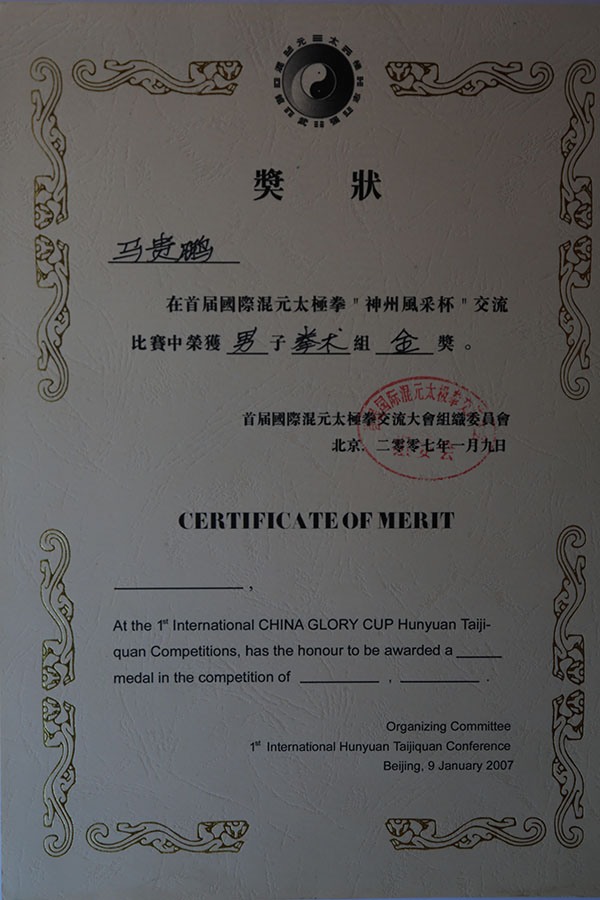 獎 狀
马贵鹏
在首届國際混元太極拳"神州風采杯"交流
比賽中榮獲 男 子 拳术 組 金 獎。
首届國際混元太極拳交流大會組織委員會
北京. 二零零七年一月九日
CERTIFICATE OF MERIT
,
At the 1st International CHINA GLORY CUP Hunyuan Taiji-
quan Competitions, has the honour to be awarded a
medal in the competition of , .
Organizing Committee
1st International Hunyuan Taijiquan Conference
Beijing, 9 January 2007